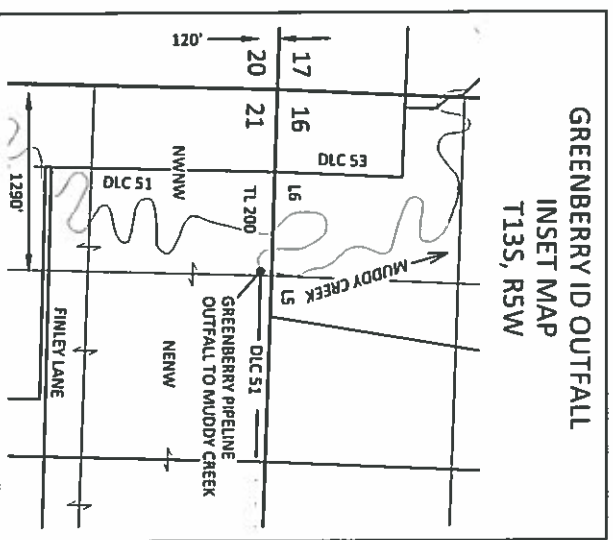 GREENBERRY ID OUTFALL
INSET MAP
T13S, R5W
120'
17
16
20
21
DLC 53
L6
L5
MUDDY CREEK
NWNW
DLC 51
TL 200
DLC 51
GREENBERRY PIPELINE
OUTFALL TO MUDDY CREEK
NENW
1290'
FINLEY LANE